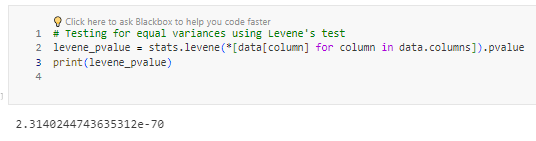 Click here to ask Blackbox to help you code faster
1 # Testing for equal variances using Levene's test
2 levene_pvalue = stats.levene(*[data[column] for column in data.columns]).pvalue
3 print(levene_pvalue)
4
2.3140244743635312e-70